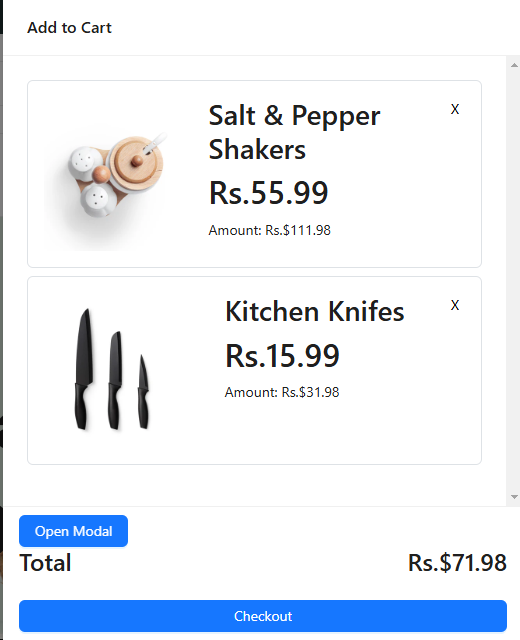 Add to Cart
Salt & Pepper
Shakers
X
Rs.55.99
Amount: Rs.$111.98
Kitchen Knifes
X
Rs.15.99
Amount: Rs.$31.98
Open Modal
Total
Rs.$71.98
Checkout